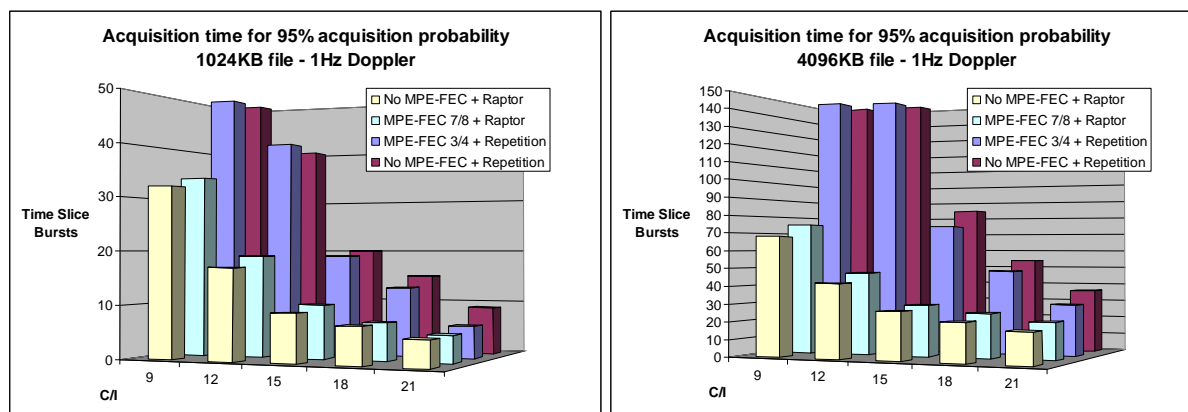 Acquisition time for 95% acquisition probability
1024KB file - 1Hz Doppler
50
40
30
20
10
0
Time Slice
Bursts
No MPE-FEC + Raptor
MPE-FEC 7/8 + Raptor
MPE-FEC 3/4 + Repetition
No MPE-FEC + Repetition
9
12
15
18
21
C/I
Acquisition time for 95% acquisition probability
4096KB file - 1Hz Doppler
150
140
130
120
110
100
90
80
70
60
50
40
30
20
10
0
Time Slice
Bursts
No MPE-FEC + Raptor
MPE-FEC 7/8 + Raptor
MPE-FEC 3/4 + Repetition
No MPE-FEC + Repetition
9
12
15
18
21
C/I